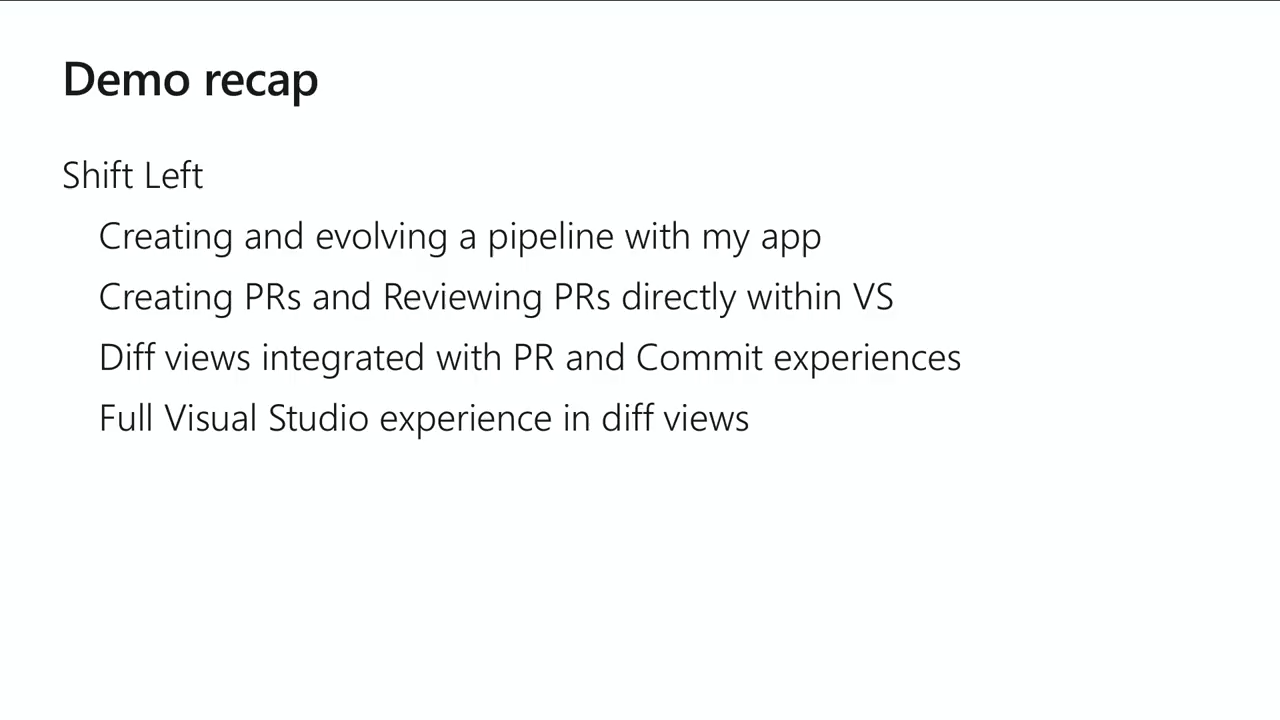 Demo recap
Shift Left
Creating and evolving a pipeline with my app
Creating PRs and Reviewing PRs directly within VS
Diff views integrated with PR and Commit experiences
Full Visual Studio experience in diff views